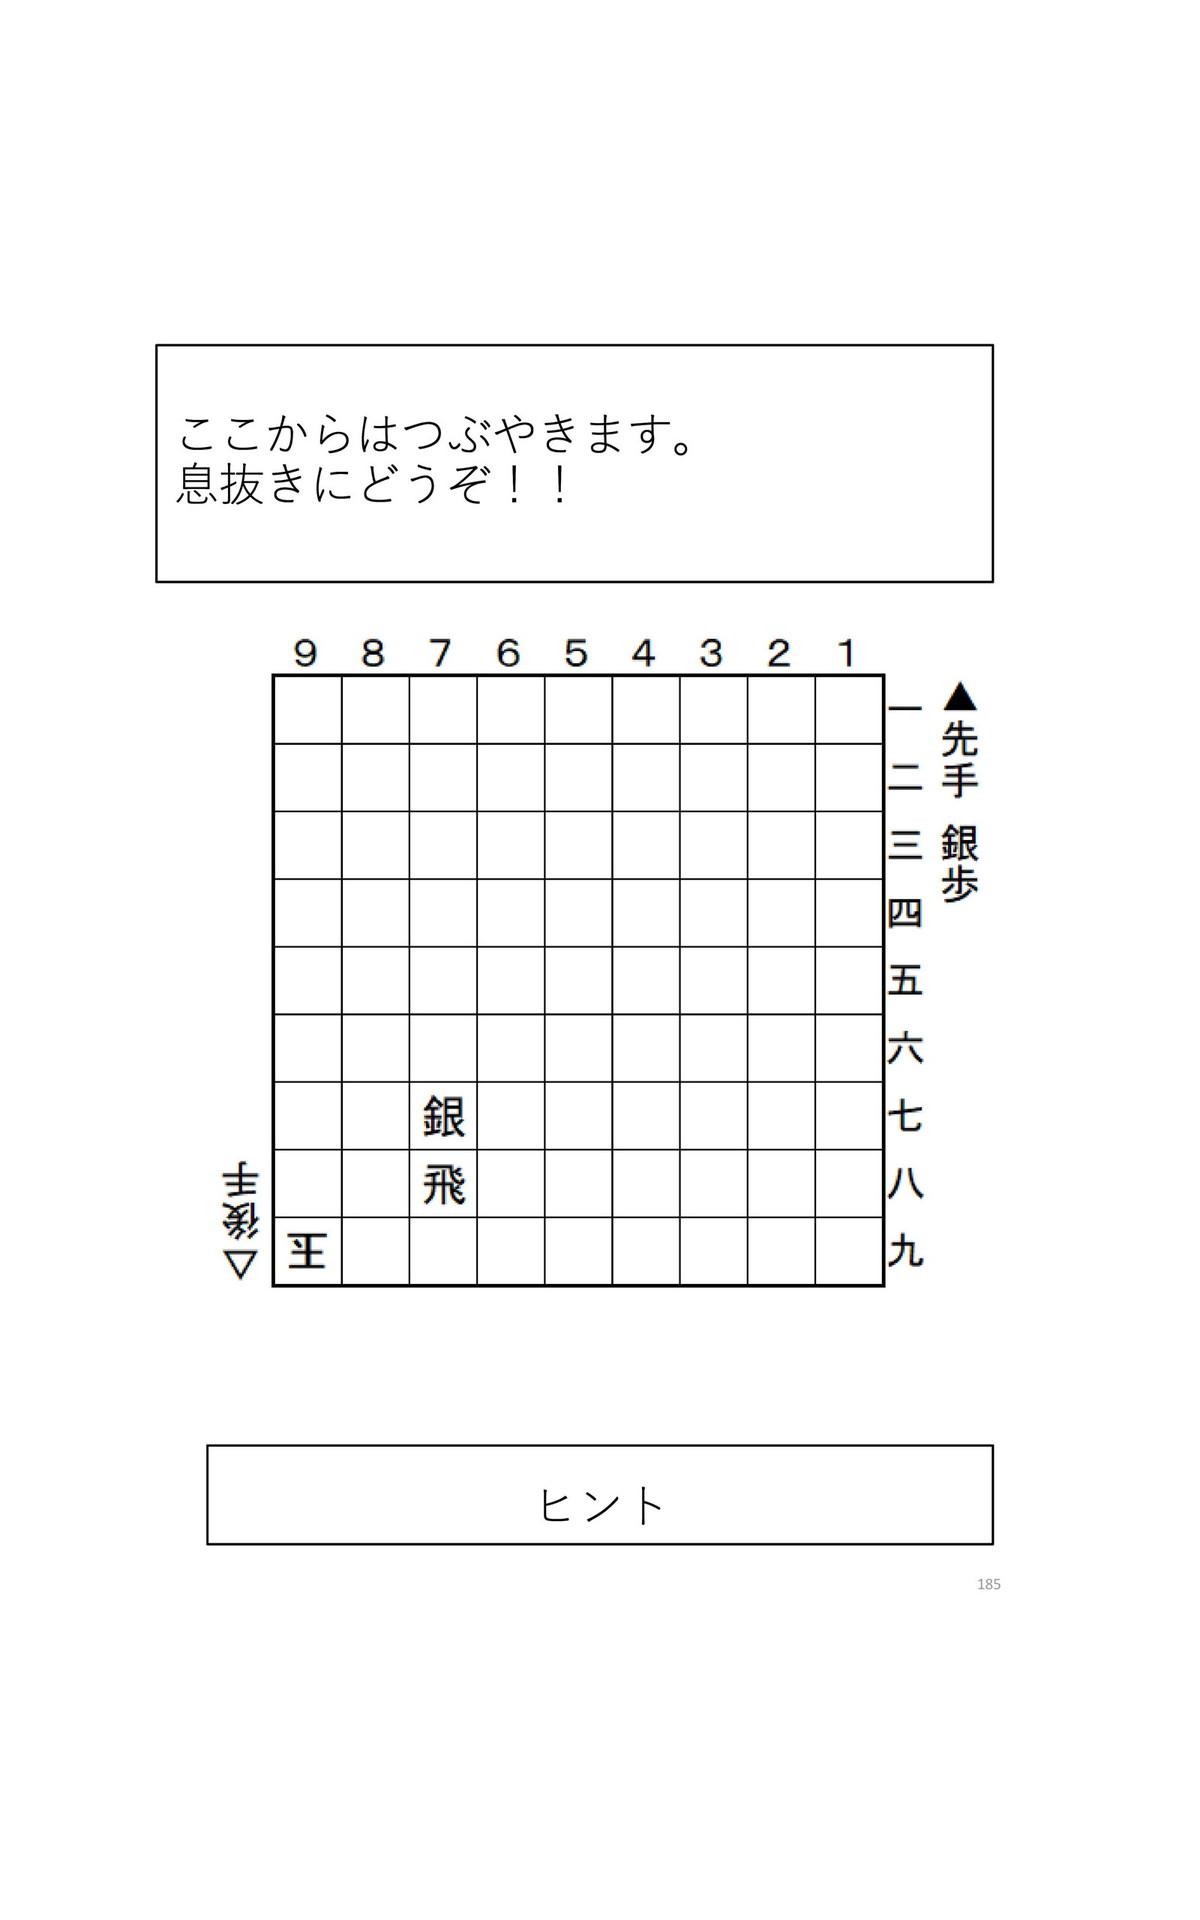 ここからはつぶやきます。
息抜きにどうぞ！！
9 8 7 6 5 4 3 2 1
一
二
三
四
五
六
七
八
九
▲先手 銀歩
銀
飛
王
△後手
ヒント
185